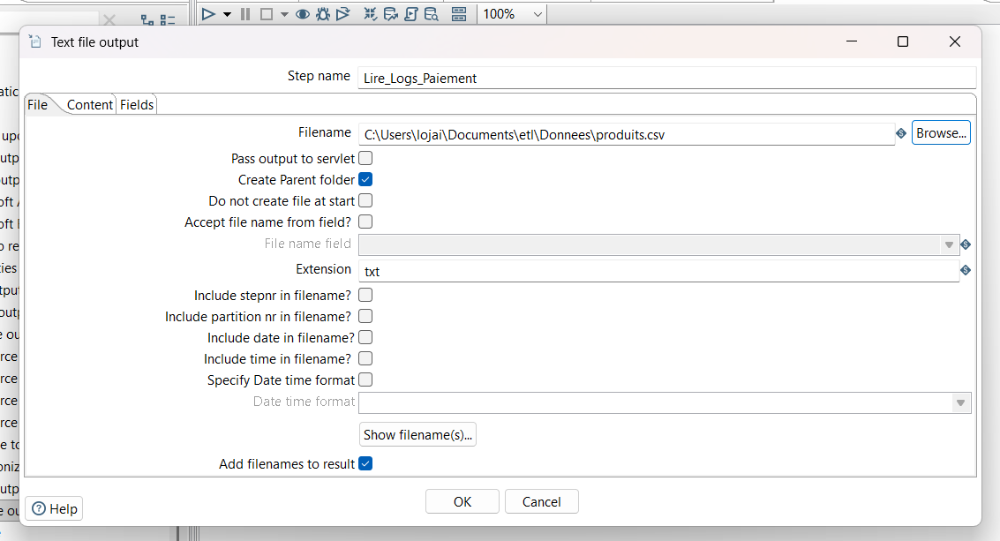 100%
Text file output
Step name Lire_Logs_Paiement
File Content Fields
Filename C:\Users\lojai\Documents\etl\Donnees\produits.csv Browse...
Pass output to servlet
Create Parent folder
Do not create file at start
Accept file name from field?
File name field
Extension txt
Include stepnr in filename?
Include partition nr in filename?
Include date in filename?
Include time in filename?
Specify Date time format
Date time format
Show filename(s)...
Add filenames to result
OK Cancel
Help